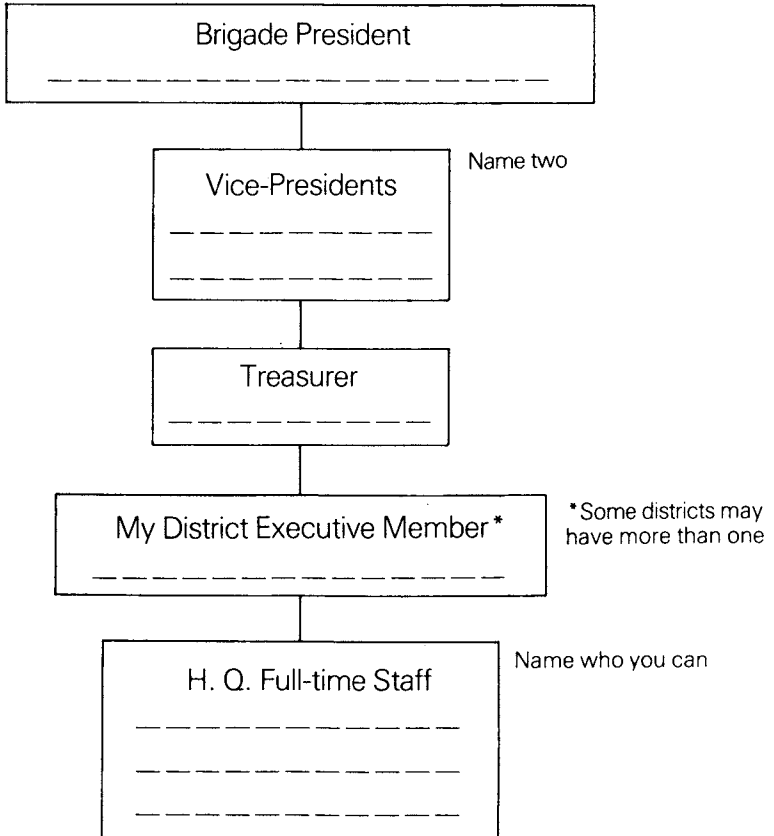 Brigade President
Name two
Vice-Presidents
Treasurer
My District Executive Member*
*Some districts may
have more than one
Name who you can
H. Q. Full-time Staff